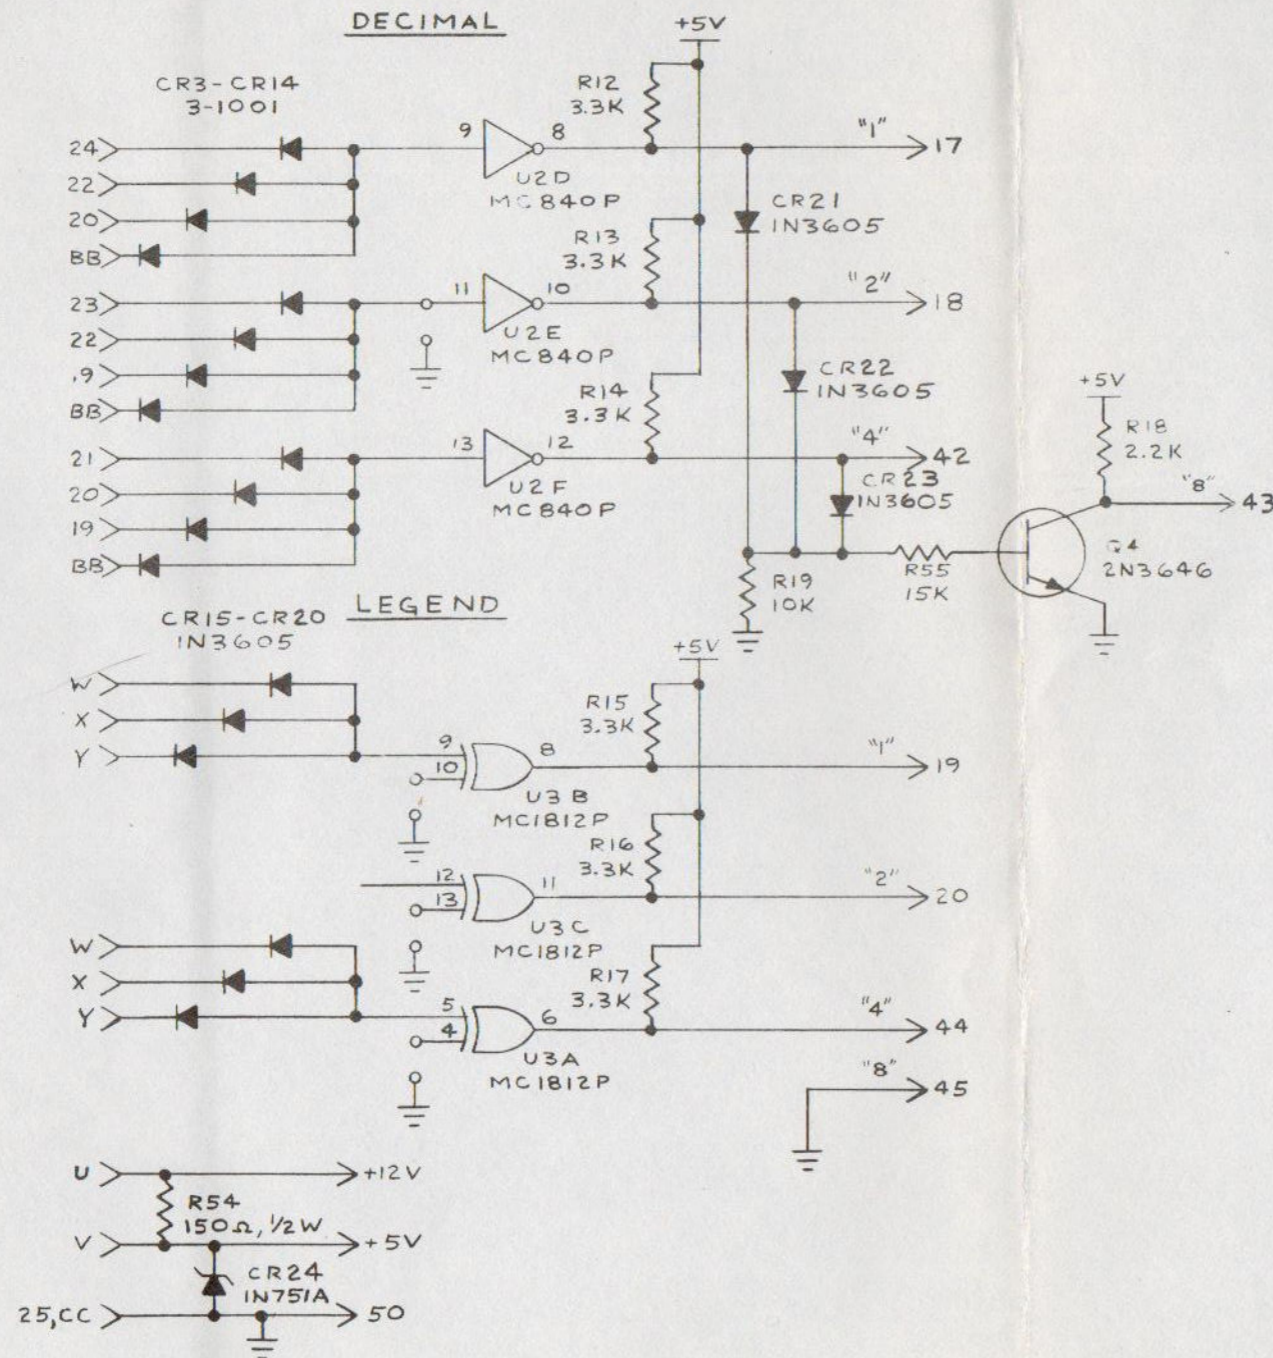 DECIMAL
+5V
CR3-CR14
3-1001
R12
3.3K
24
9
8
"1"
17
22
U2D
MC840P
CR21
1N3605
20
BB
R13
3.3K
23
11
10
"2"
18
22
U2E
MC840P
CR22
1N3605
.9
BB
R14
3.3K
+5V
R18
2.2K
21
13
12
"4"
42
20
U2F
MC840P
CR23
1N3605
"8"
43
19
BB
R19
10K
R55
15K
Q4
2N3646
CR15-CR20
1N3605
LEGEND
+5V
W
X
Y
R15
3.3K
9
10
8
"1"
19
U3B
MC1812P
R16
3.3K
12
13
11
"2"
20
U3C
MC1812P
W
X
Y
R17
3.3K
5
4
6
"4"
44
U3A
MC1812P
"8"
45
U
+12V
R54
150Ω, 1/2W
V
+5V
CR24
1N751A
25,CC
50